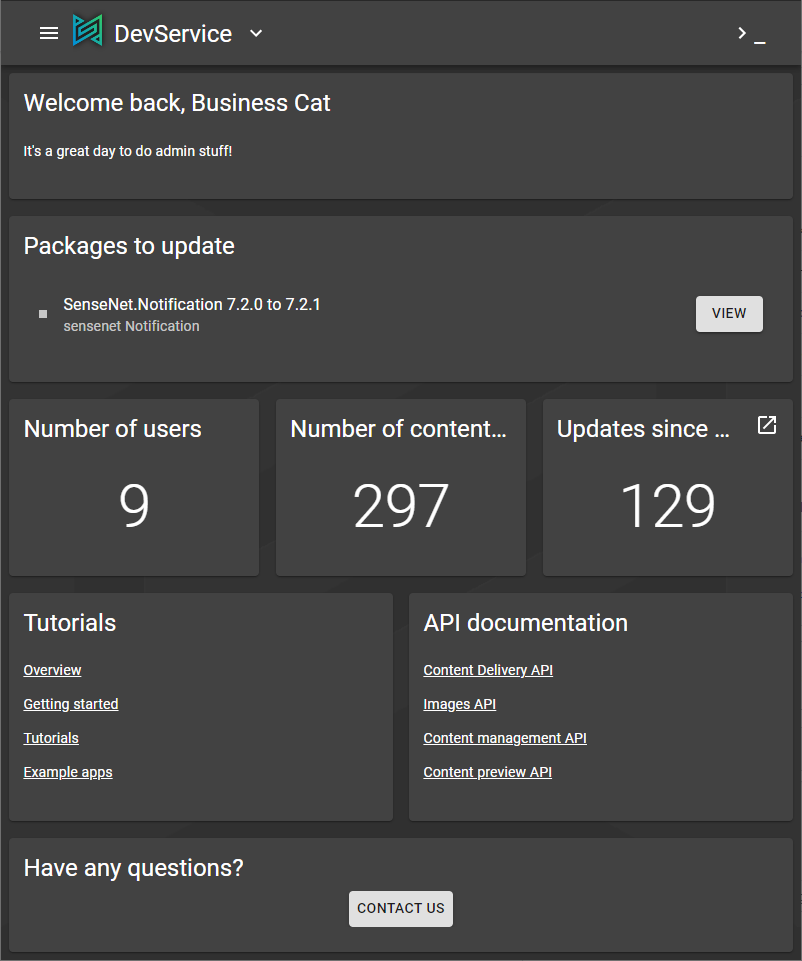 DevService
Welcome back, Business Cat
It's a great day to do admin stuff!
Packages to update
SenseNet.Notification 7.2.0 to 7.2.1
sensenet Notification
VIEW
Number of users
Number of content...
Updates since ...
9
297
129
Tutorials
API documentation
Overview
Content Delivery API
Getting started
Images API
Tutorials
Content management API
Example apps
Content preview API
Have any questions?
CONTACT US